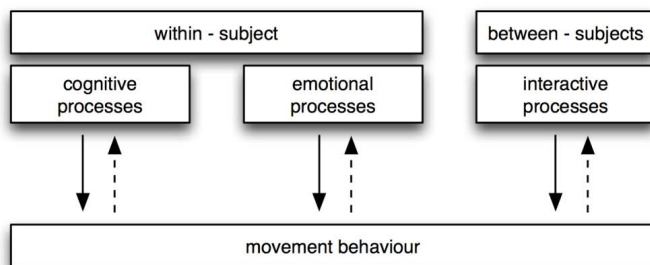 within - subject
between - subjects
cognitive
processes
emotional
processes
interactive
processes
movement behaviour